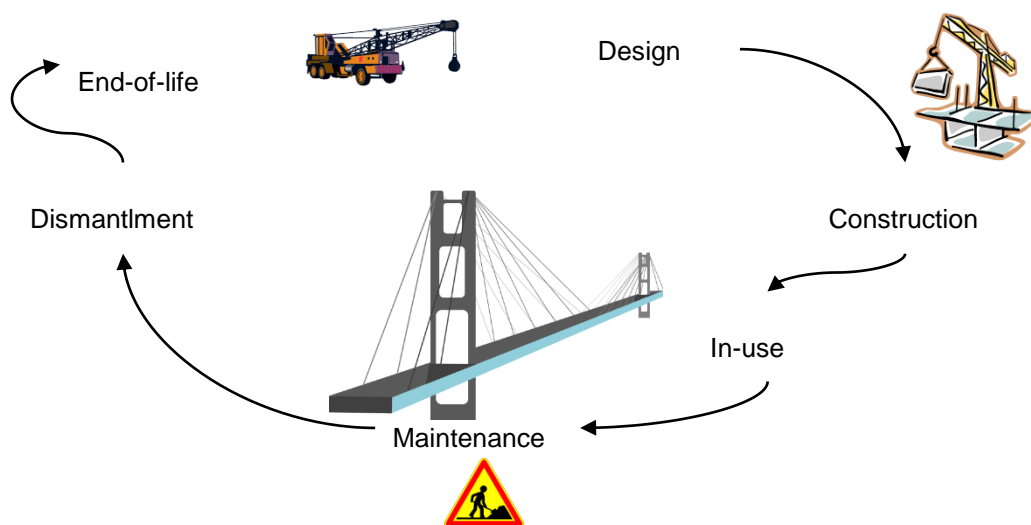 Design
End-of-life
Dismantlment
Construction
In-use
Maintenance